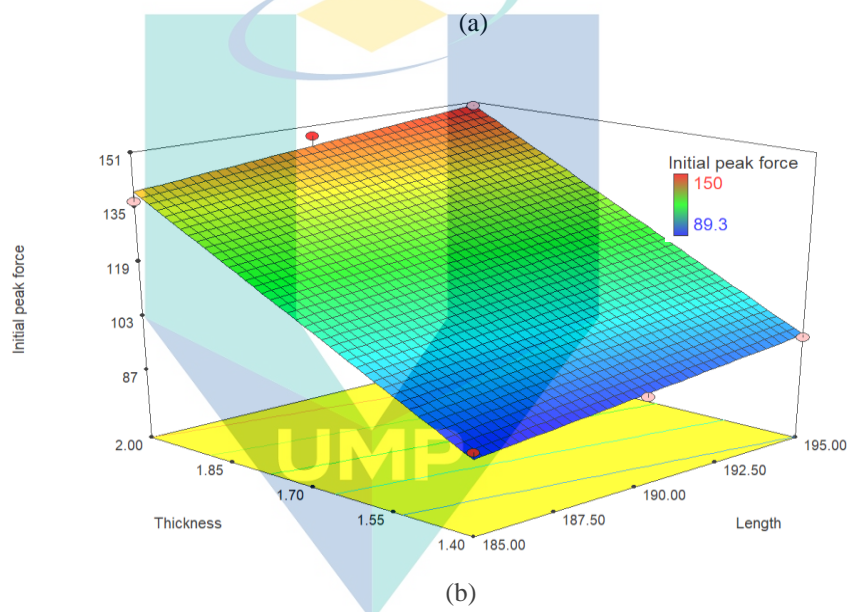 (a)
151
135
119
103
87
Initial peak force
Initial peak force
150
89.3
2.00
1.85
1.70
1.55
1.40
Thickness
185.00
187.50
190.00
192.50
195.00
Length
UMP
(b)